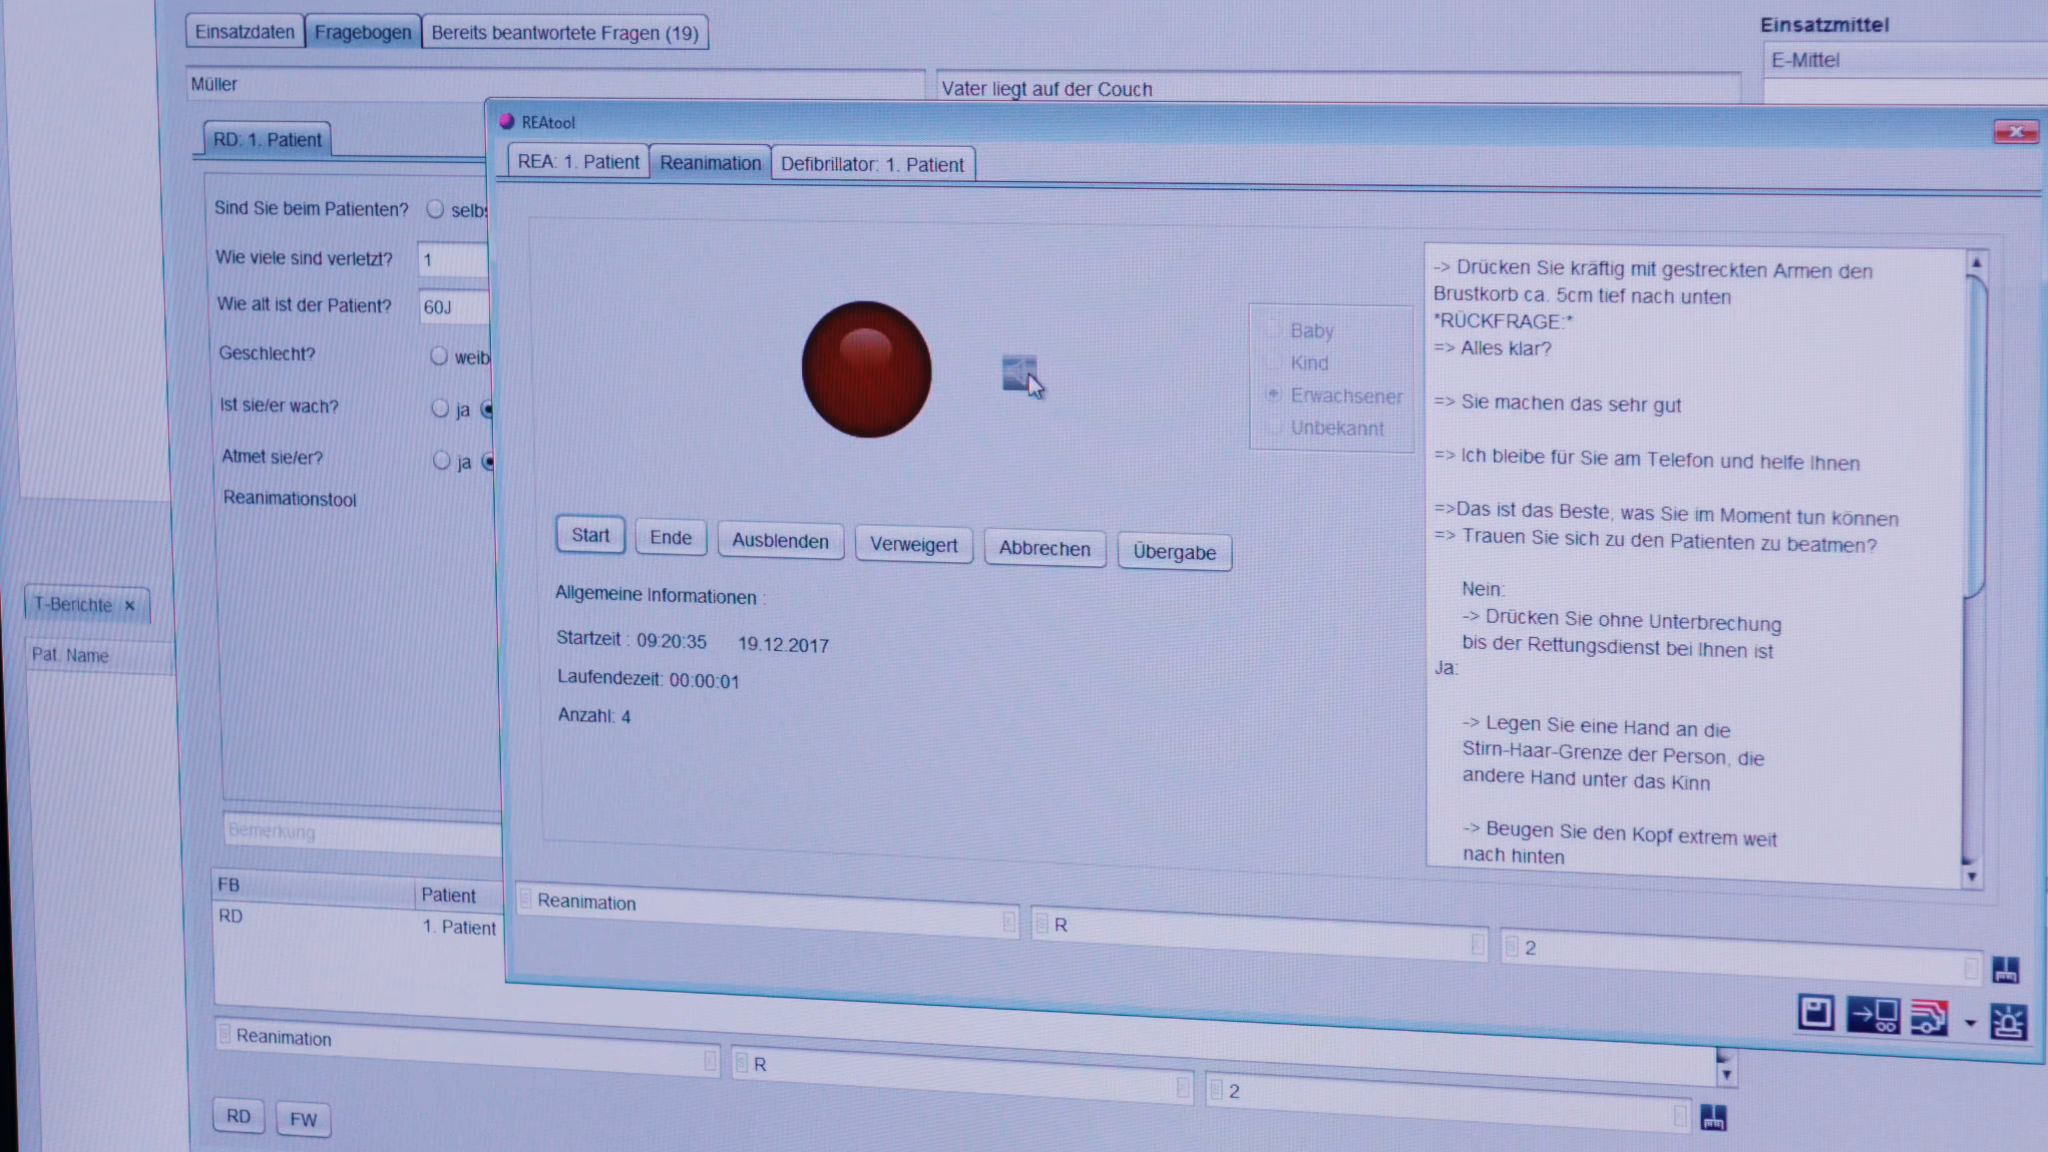 Einsatzdaten
Fragebogen
Bereits beantwortete Fragen (19)
Einsatzmittel
E-Mittel
Müller
Vater liegt auf der Couch
RD: 1. Patient
Sind Sie beim Patienten?
Wie viele sind verletzt? 1
Wie alt ist der Patient? 60J
Geschlecht?
Ist sie/er wach? ja
Atmet sie/er? ja
Reanimationstool
T-Berichte x
Pat. Name
Bemerkung
FB Patient
RD 1. Patient
Reanimation
R
2
RD
FW
REAtool
REA: 1. Patient
Reanimation
Defibrillator: 1. Patient
Baby
Kind
Erwachsener
Unbekannt
Start
Ende
Ausblenden
Verweigert
Abbrechen
Übergabe
Allgemeine Informationen :
Startzeit : 09:20:35 19.12.2017
Laufendezeit: 00:00:01
Anzahl: 4
-> Drücken Sie kräftig mit gestreckten Armen den
Brustkorb ca. 5cm tief nach unten
*RÜCKFRAGE:*
=> Alles klar?
=> Sie machen das sehr gut
=> Ich bleibe für Sie am Telefon und helfe Ihnen
=>Das ist das Beste, was Sie im Moment tun können
=> Trauen Sie sich zu den Patienten zu beatmen?
Nein:
-> Drücken Sie ohne Unterbrechung
bis der Rettungsdienst bei Ihnen ist
Ja:
-> Legen Sie eine Hand an die
Stirn-Haar-Grenze der Person, die
andere Hand unter das Kinn
-> Beugen Sie den Kopf extrem weit
nach hinten
Reanimation
R
2